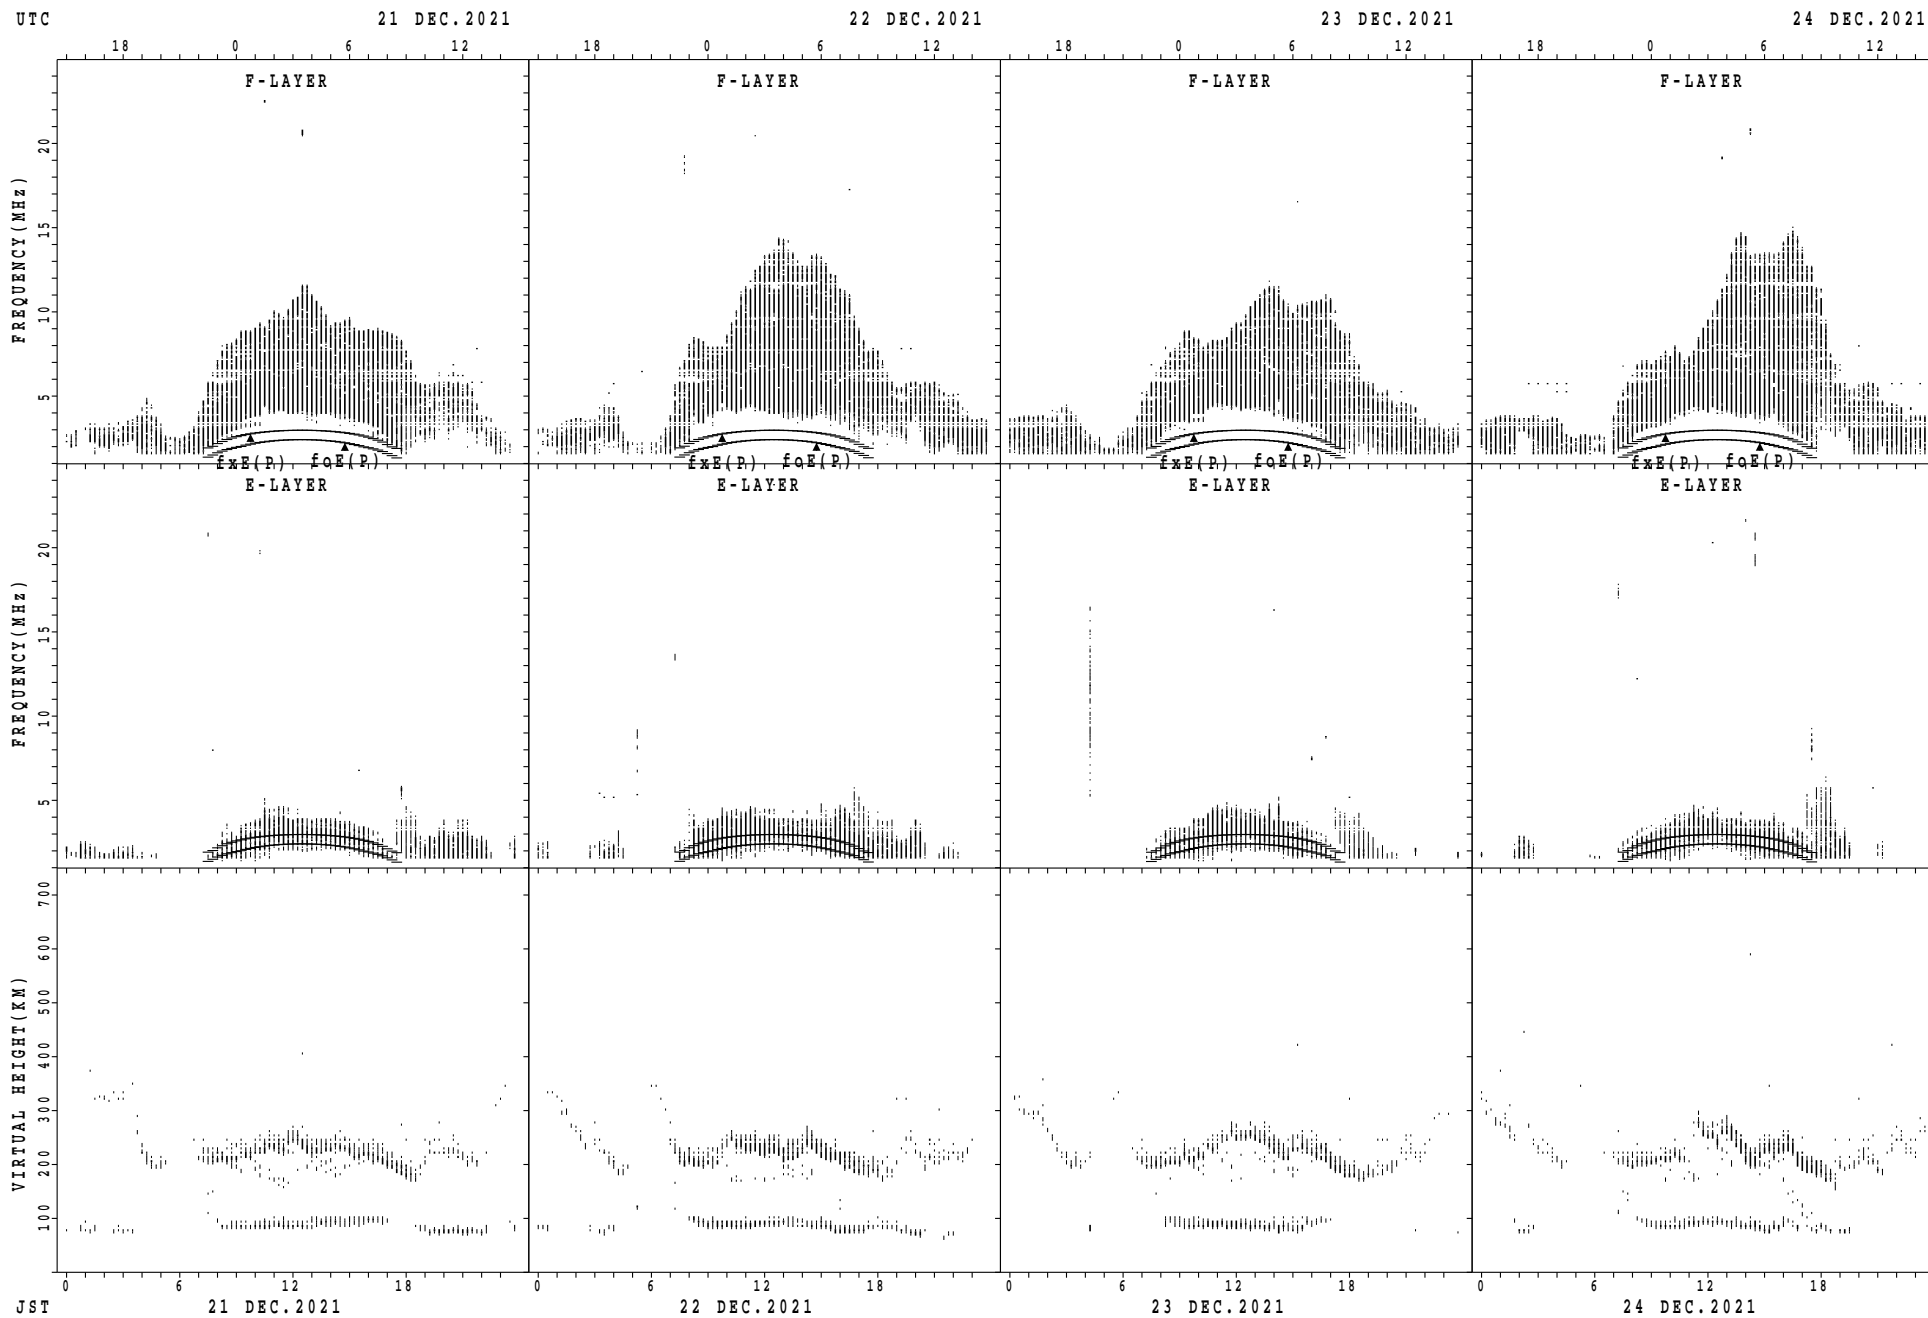 UTC 21 DEC.2021 22 DEC.2021 23 DEC.2021 24 DEC.2021
18 0 6 12 18 0 6 12 18 0 6 12 18 0 6 12
F-LAYER F-LAYER F-LAYER F-LAYER
FREQUENCY(MHz)
20
15
10
5
fxE(P) foE(P) fxE(P) foE(P) fxE(P) foE(P) fxE(P) foE(P)
E-LAYER E-LAYER E-LAYER E-LAYER
FREQUENCY(MHz)
20
15
10
5
VIRTUAL HEIGHT(KM)
700
600
500
400
300
200
100
0 6 12 18 0 6 12 18 0 6 12 18 0 6 12 18
JST 21 DEC.2021 22 DEC.2021 23 DEC.2021 24 DEC.2021